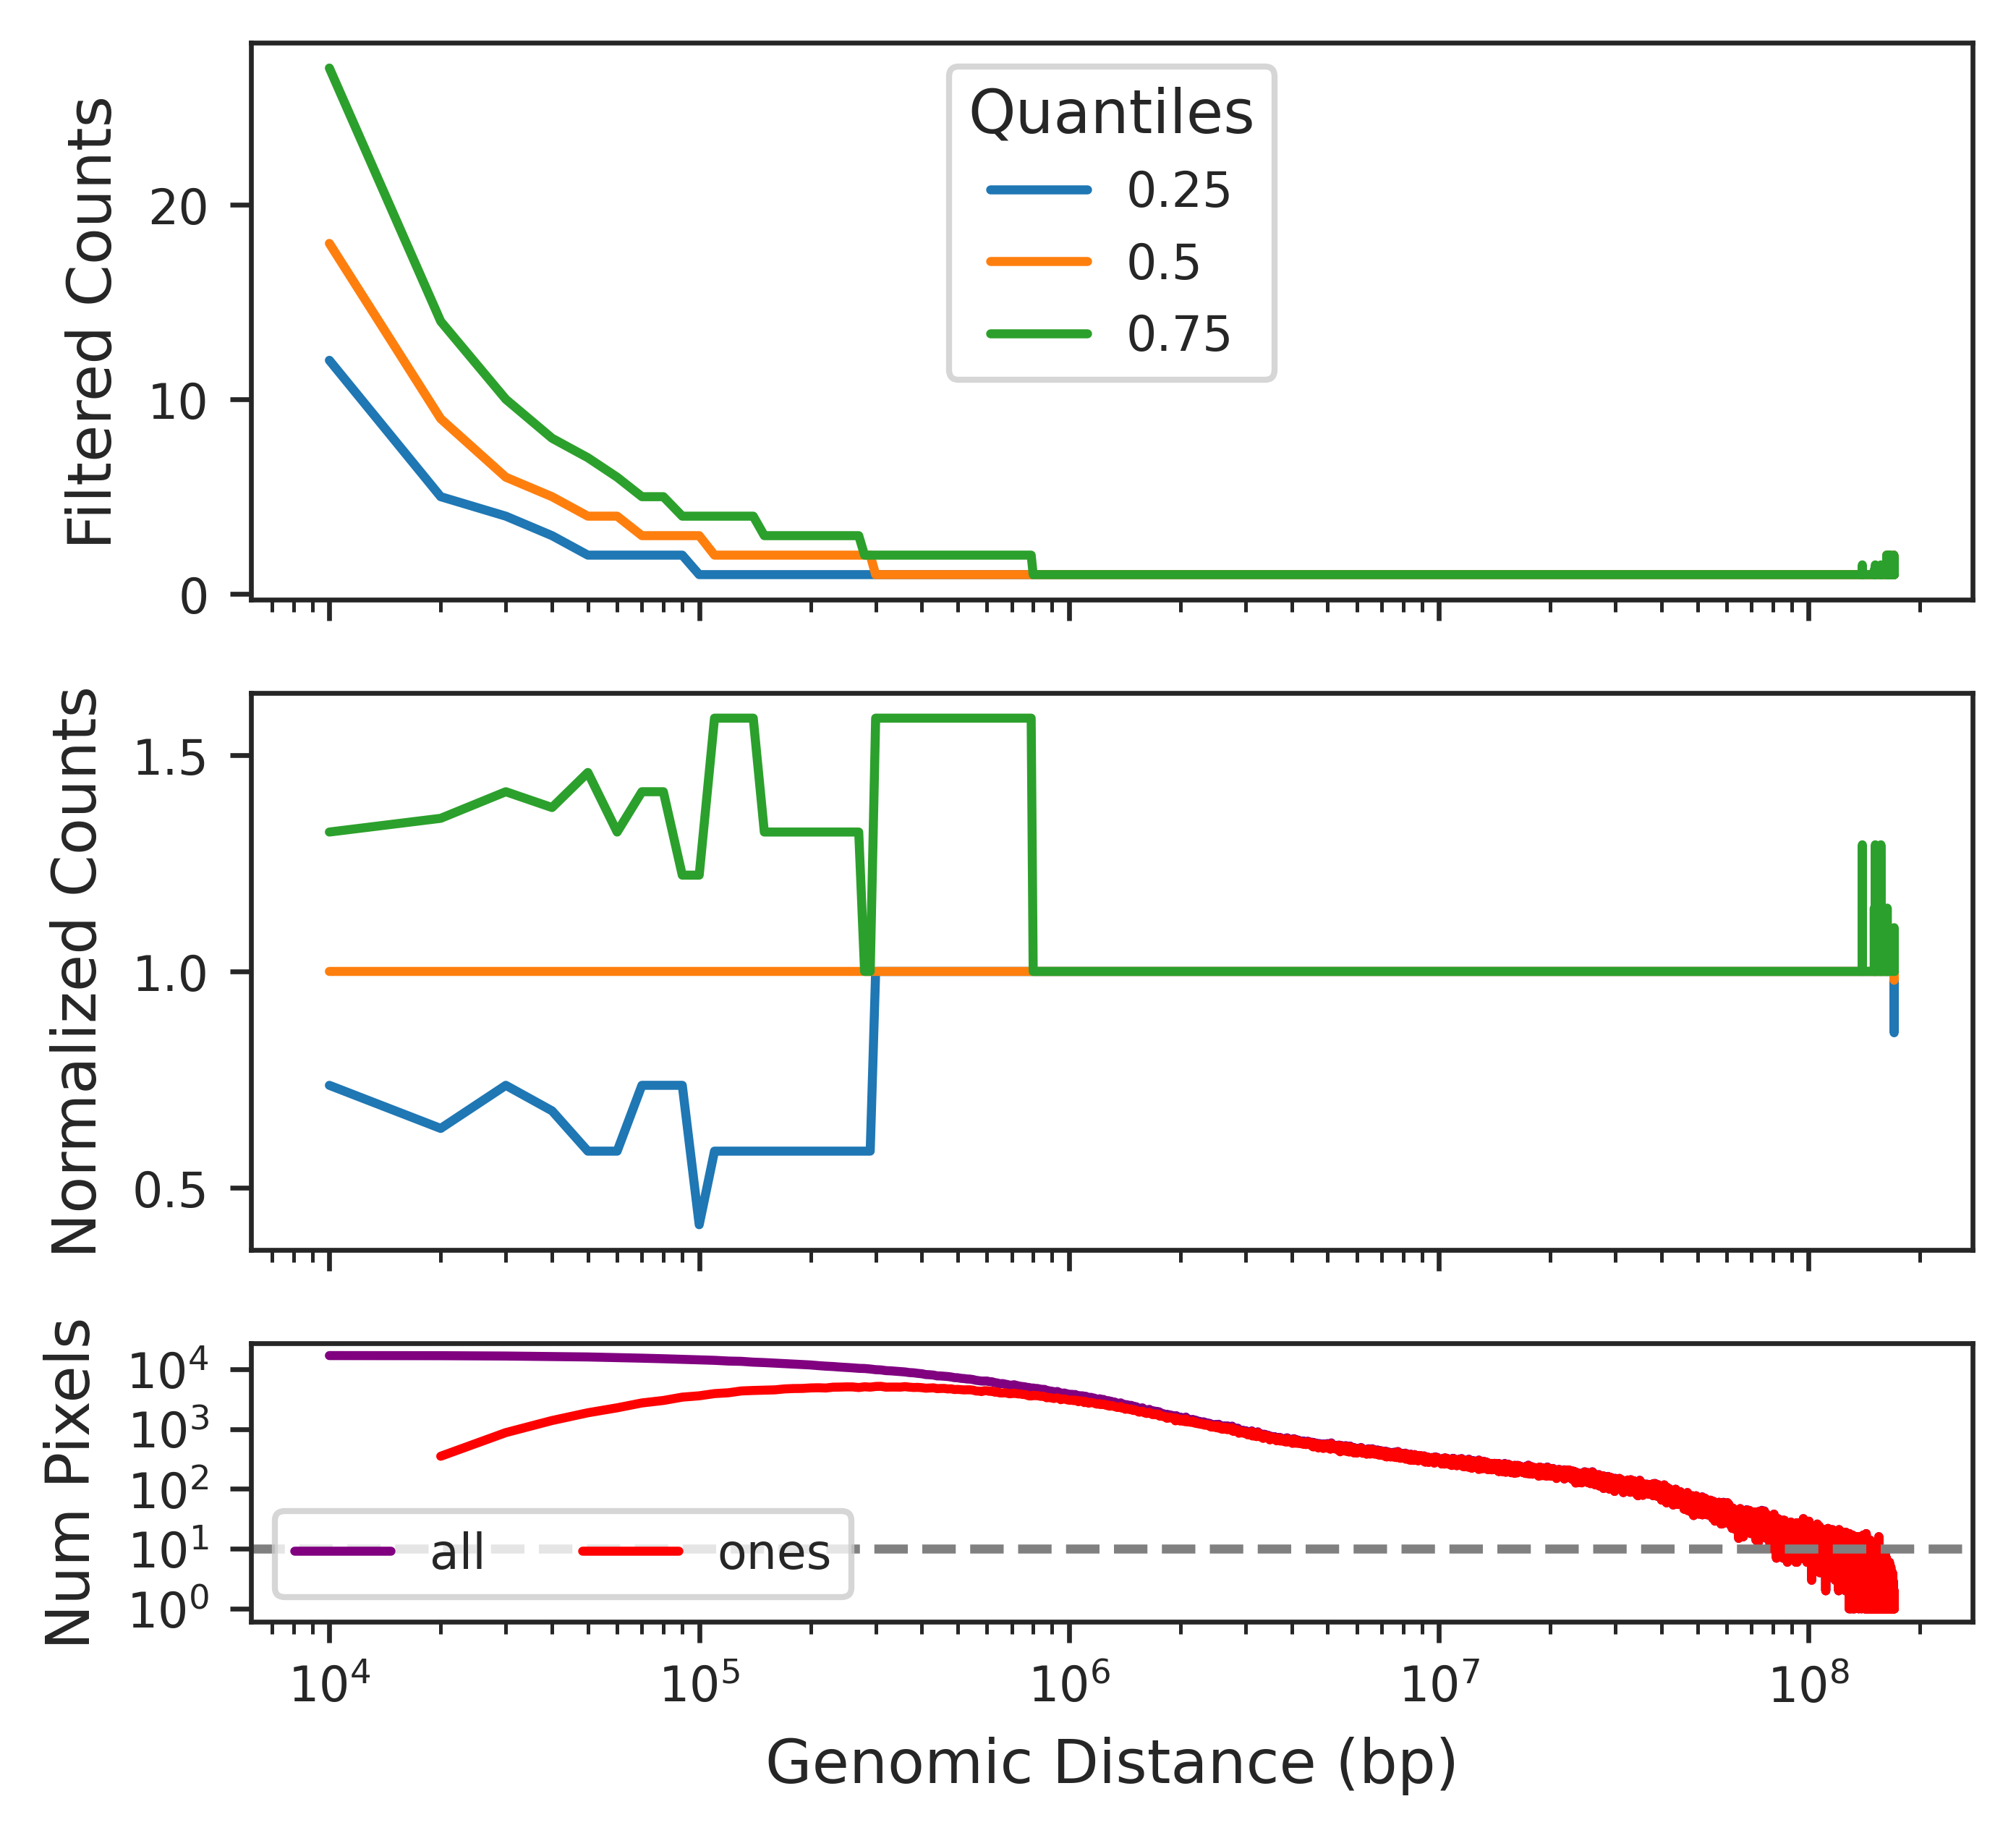 Filtered Counts
20
10
0
Quantiles
0.25
0.5
0.75
Normalized Counts
1.5
1.0
0.5
Num Pixels
10⁴
10³
10²
10¹
10⁰
all ones
10⁴ 10⁵ 10⁶ 10⁷ 10⁸
Genomic Distance (bp)